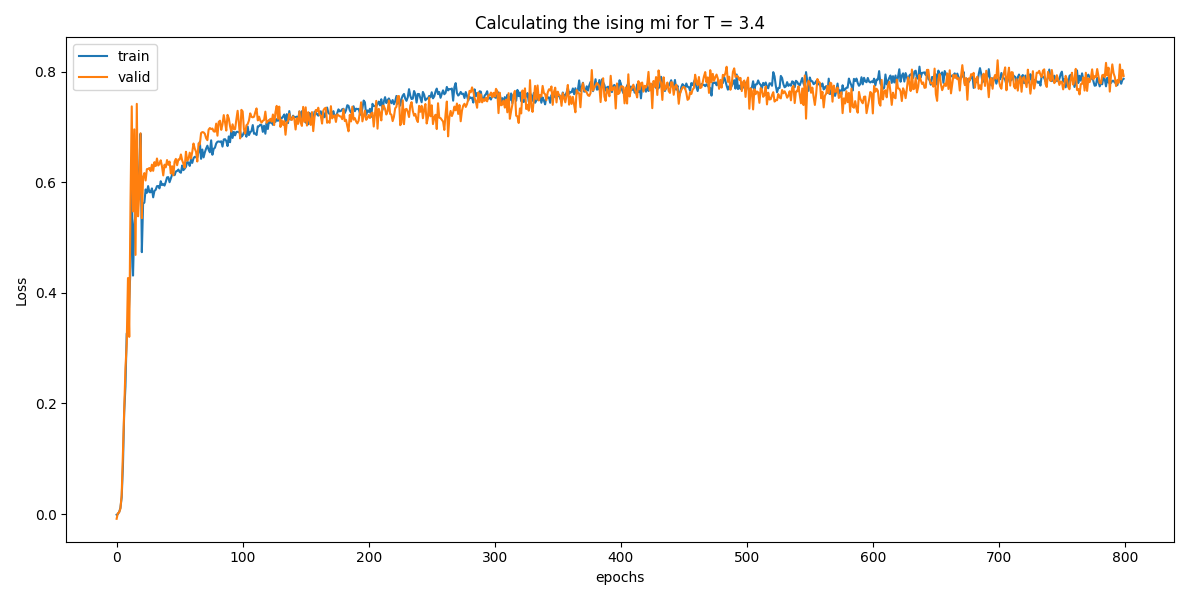 Calculating the ising mi for T = 3.4
train
valid
Loss
0.8
0.6
0.4
0.2
0.0
0 100 200 300 400 500 600 700 800
epochs